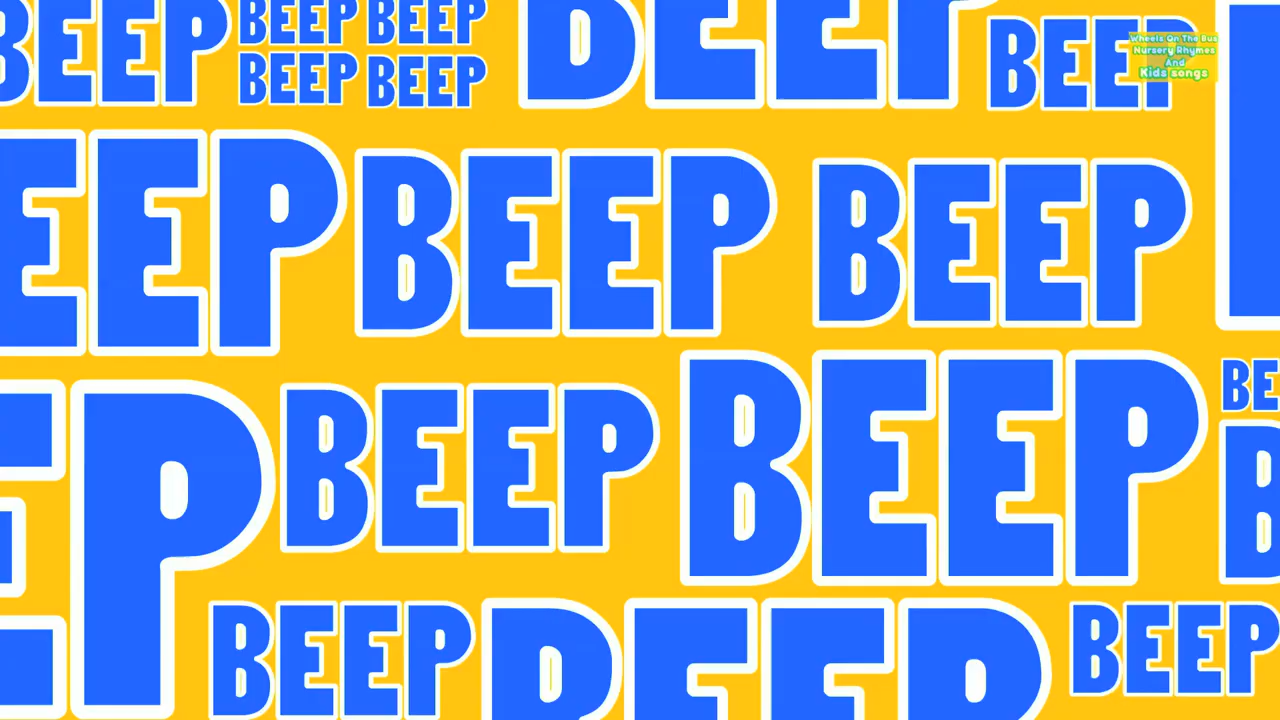 BEEP BEEP BEEP BEEP BEEP
BEEP BEEP
Wheels On The Bus
Nursery Rhymes
And
Kids songs
EEP BEEP BEEP
EP BEEP BEEP BE
B
BEEP BEEP BEEP